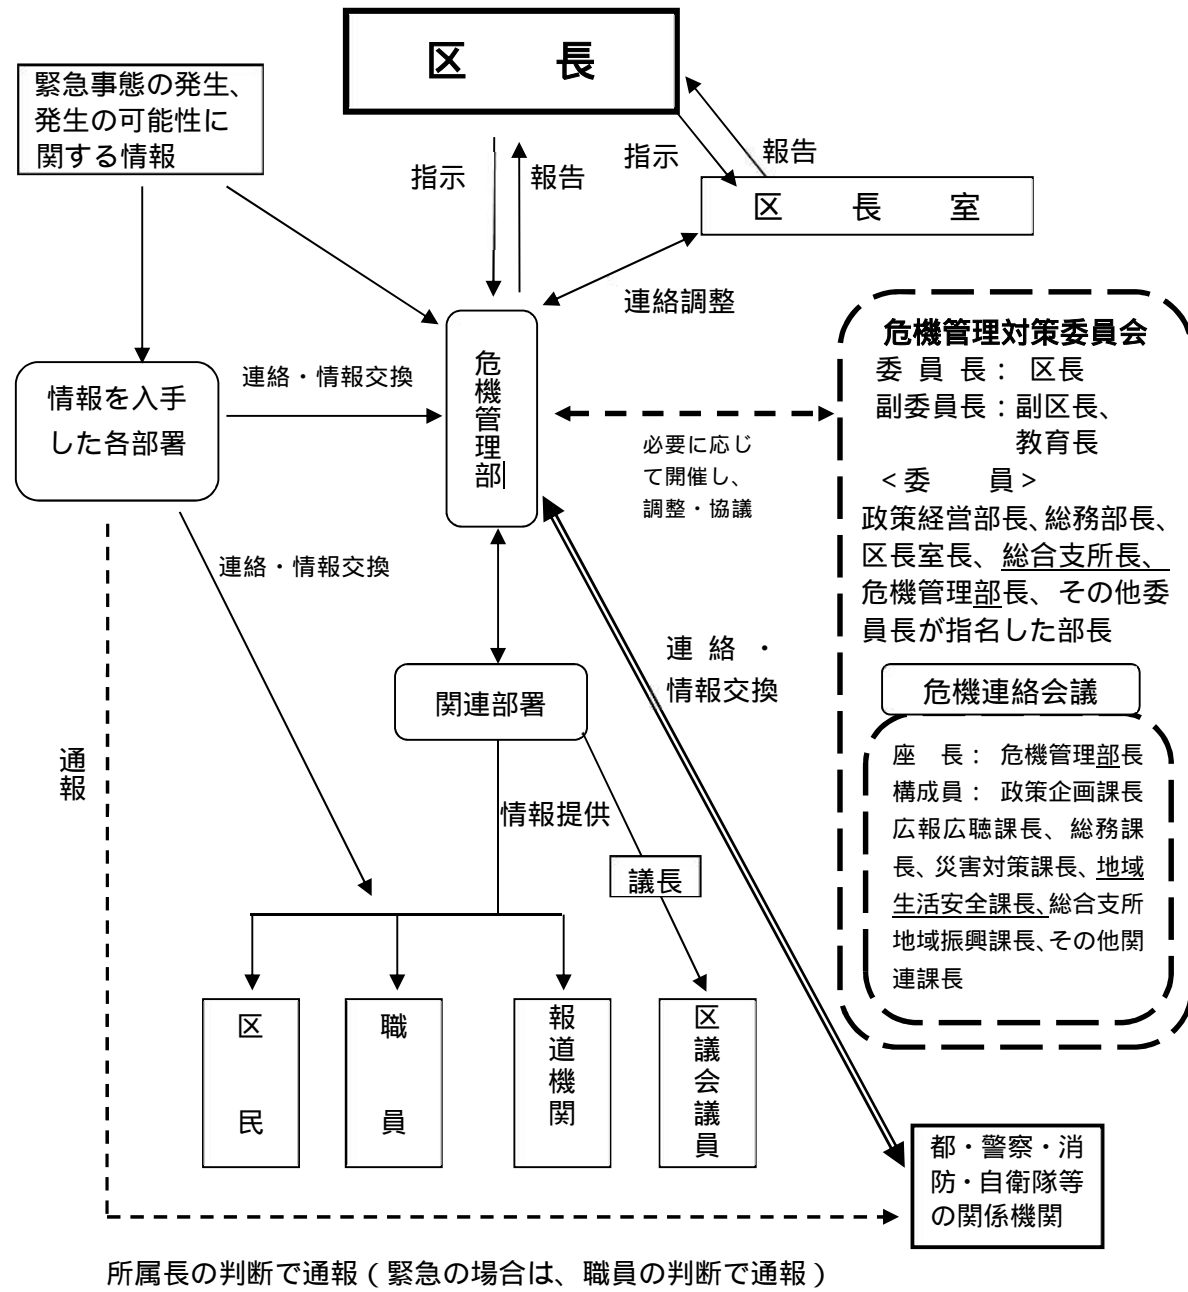 区　長
緊急事態の発生、
発生の可能性に
関する情報
指示
報告
指示
報告
区　長　室
連絡調整
情報を入手
した各部署
連絡・情報交換
危機管理部
必要に応じ
て開催し、
調整・協議
危機管理対策委員会
委 員 長： 区長
副委員長：副区長、
教育長
＜委　員＞
政策経営部長、総務部長、
区長室長、総合支所長、
危機管理部長、その他委
員長が指名した部長
連絡・情報交換
連 絡 ・
情報交換
関連部署
危機連絡会議
座　長： 危機管理部長
構成員： 政策企画課長
広報広聴課長、総務課
長、災害対策課長、地域
生活安全課長、総合支所
地域振興課長、その他関
連課長
通報
情報提供
議長
区　民
職　員
報道機関
区議会議員
都・警察・消
防・自衛隊等
の関係機関
所属長の判断で通報（緊急の場合は、職員の判断で通報）